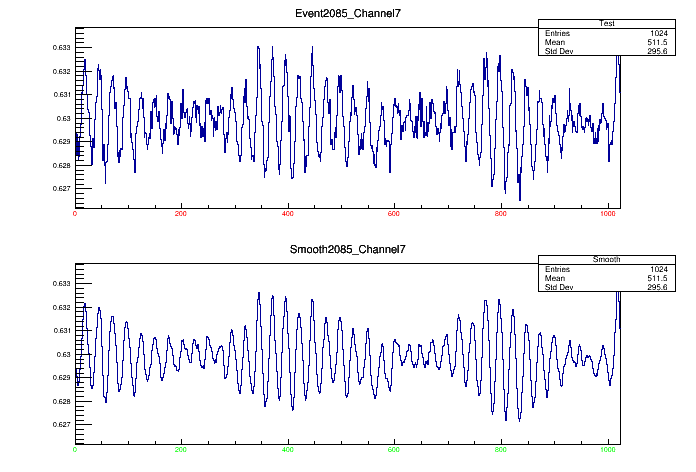 Event2085_Channel7
Test
Entries 1024
Mean 511.5
Std Dev 295.6
0.633
0.632
0.631
0.63
0.629
0.628
0.627
0 200 400 600 800 1000
Smooth2085_Channel7
Smooth
Entries 1024
Mean 511.5
Std Dev 295.6
0.633
0.632
0.631
0.63
0.629
0.628
0.627
0 200 400 600 800 1000